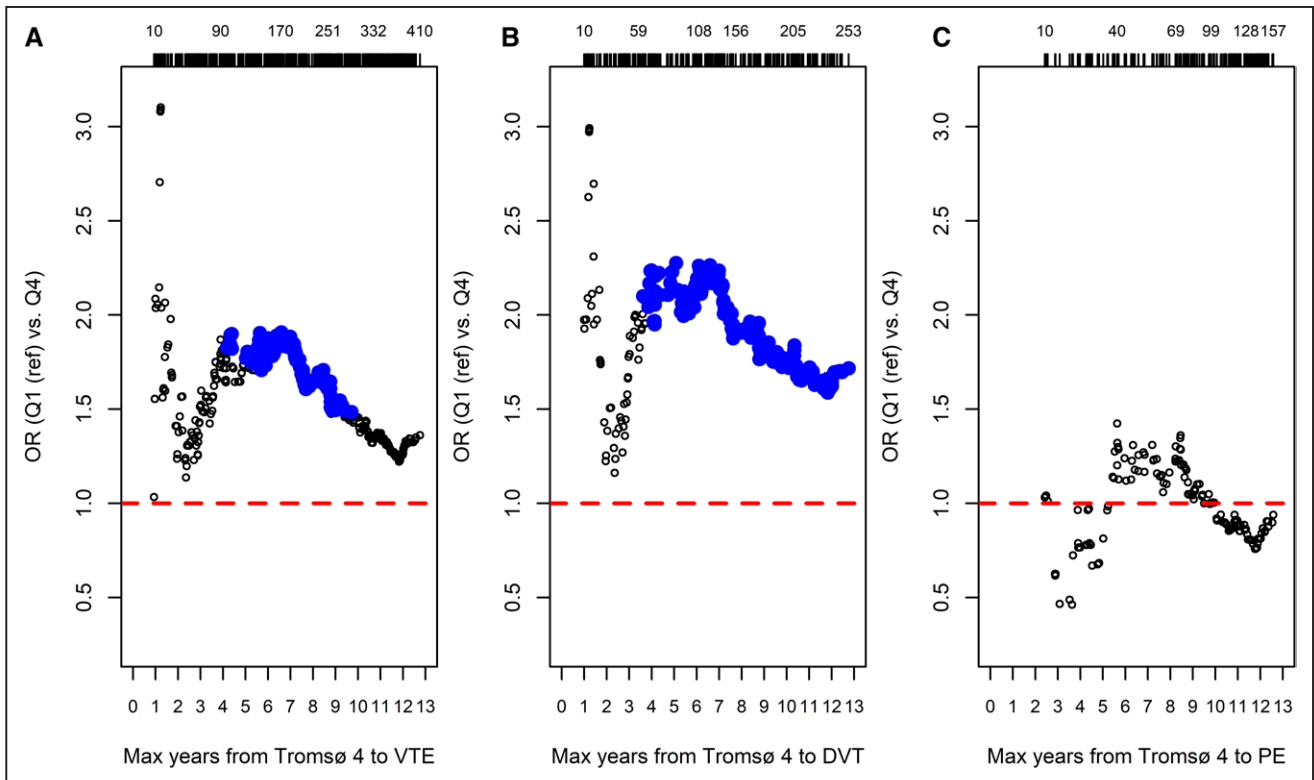 A
10 90 170 251 332 410
OR (Q1 (ref) vs. Q4)
3.0
2.5
2.0
1.5
1.0
0.5
0 1 2 3 4 5 6 7 8 9 10 11 12 13
Max years from Tromsø 4 to VTE
B
10 59 108 156 205 253
OR (Q1 (ref) vs. Q4)
3.0
2.5
2.0
1.5
1.0
0.5
0 1 2 3 4 5 6 7 8 9 10 11 12 13
Max years from Tromsø 4 to DVT
C
10 40 69 99 128 157
OR (Q1 (ref) vs. Q4)
3.0
2.5
2.0
1.5
1.0
0.5
0 1 2 3 4 5 6 7 8 9 10 11 12 13
Max years from Tromsø 4 to PE